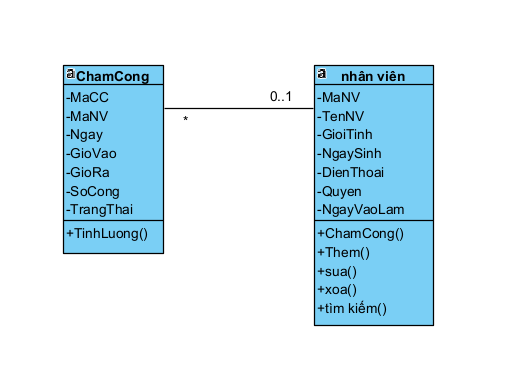 ChamCong
-MaCC
-MaNV
-Ngay
-GioVao
-GioRa
-SoCong
-TrangThai
+TinhLuong()
*
0..1
nhân viên
-MaNV
-TenNV
-GioiTinh
-NgaySinh
-DienThoai
-Quyen
-NgayVaoLam
+ChamCong()
+Them()
+sua()
+xoa()
+tìm kiếm()